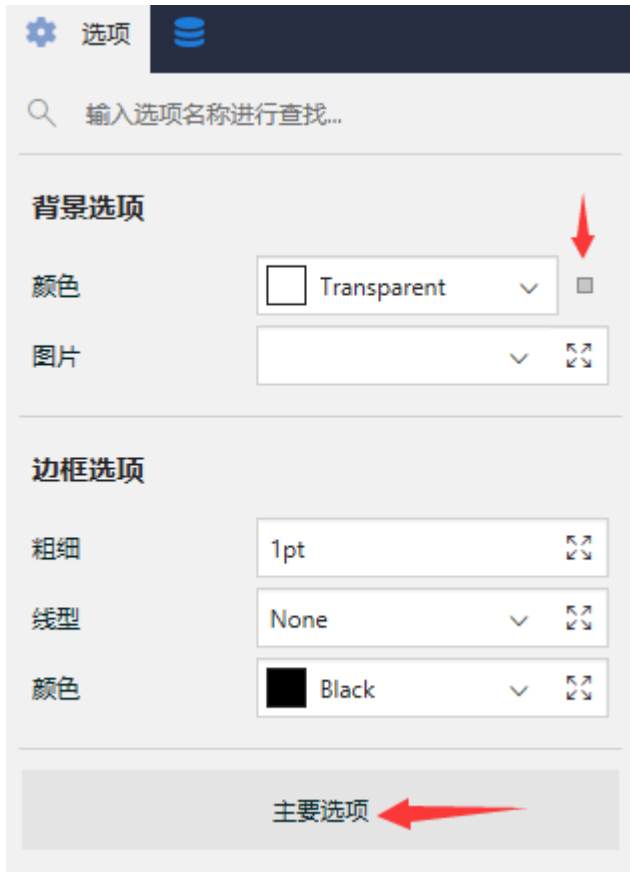 选项
输入选项名称进行查找...
背景选项
颜色 Transparent
图片
边框选项
粗细 1pt
线型 None
颜色 Black
主要选项